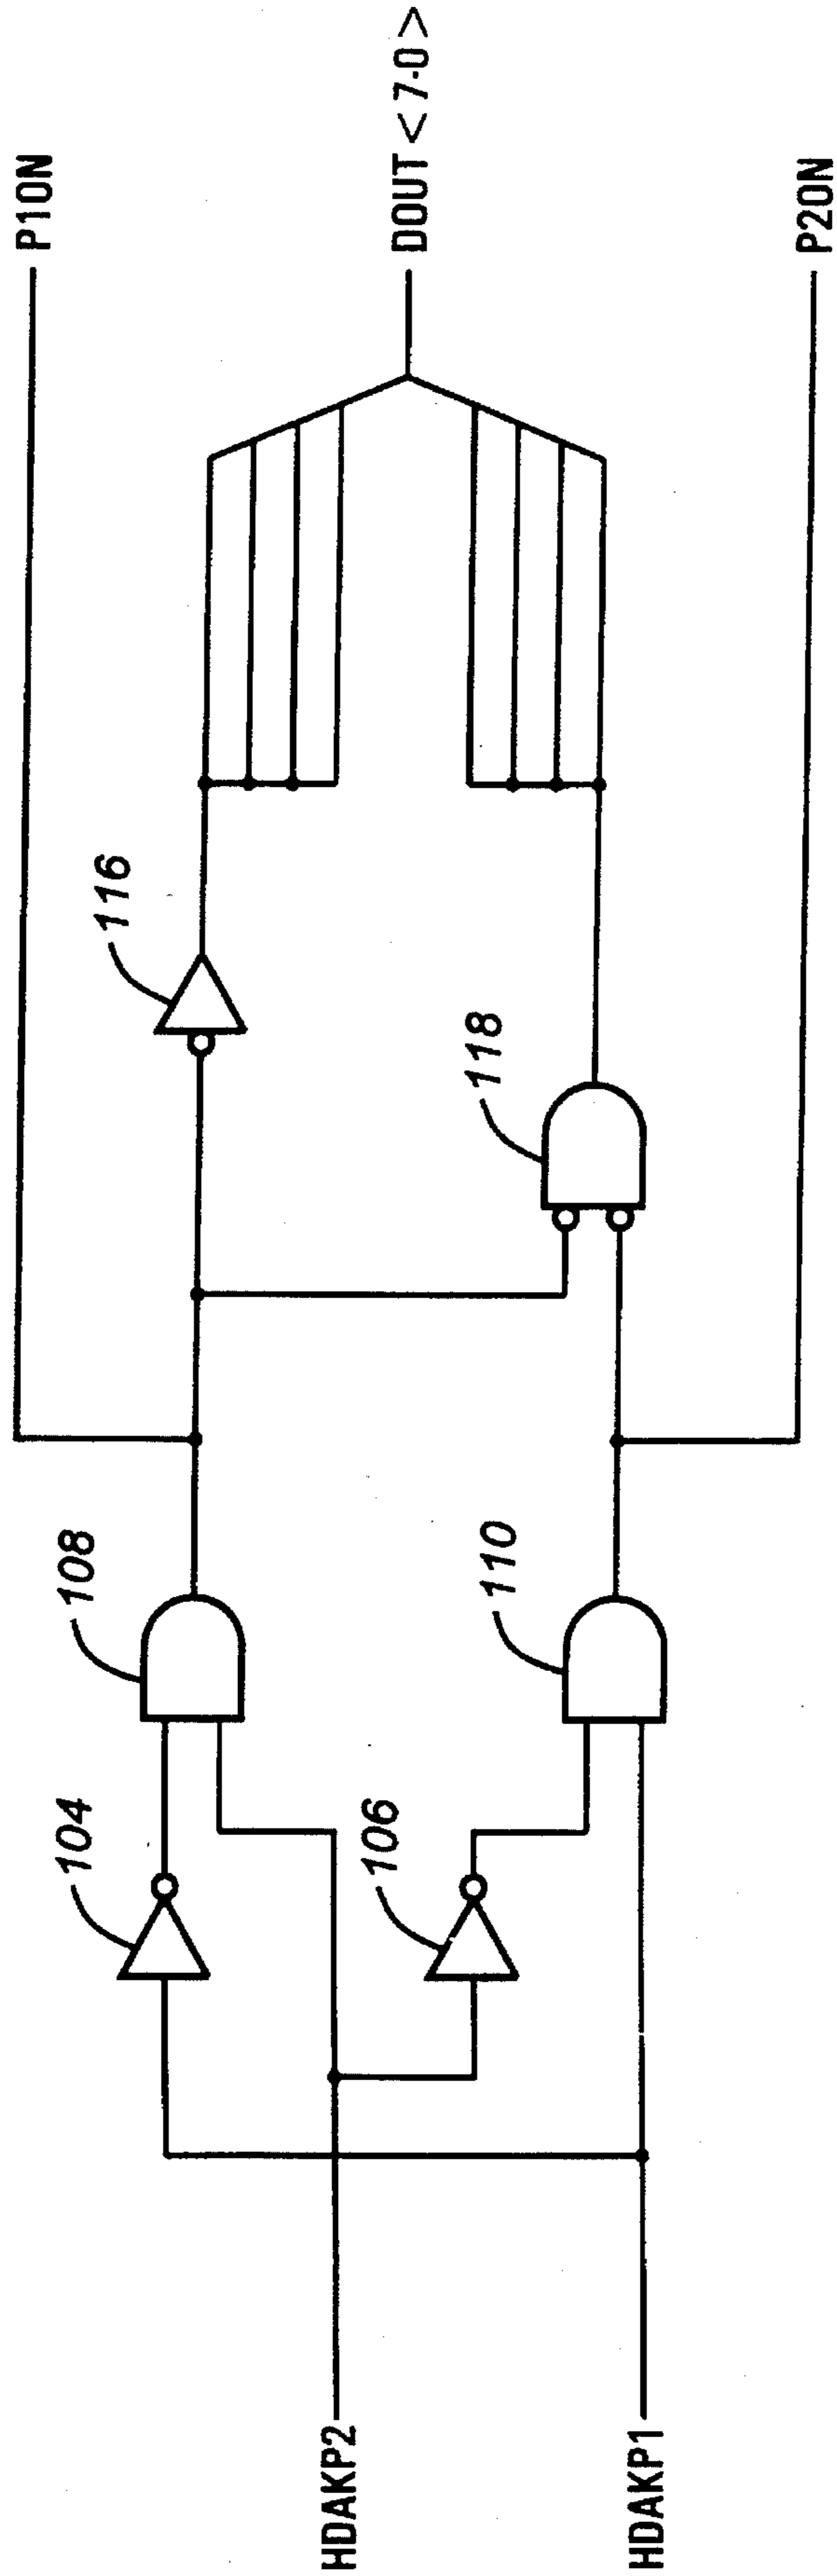 P1ON
116
108
104
DOUT < 7-0 >
118
110
106
HDAKP2
HDAKP1
P2ON